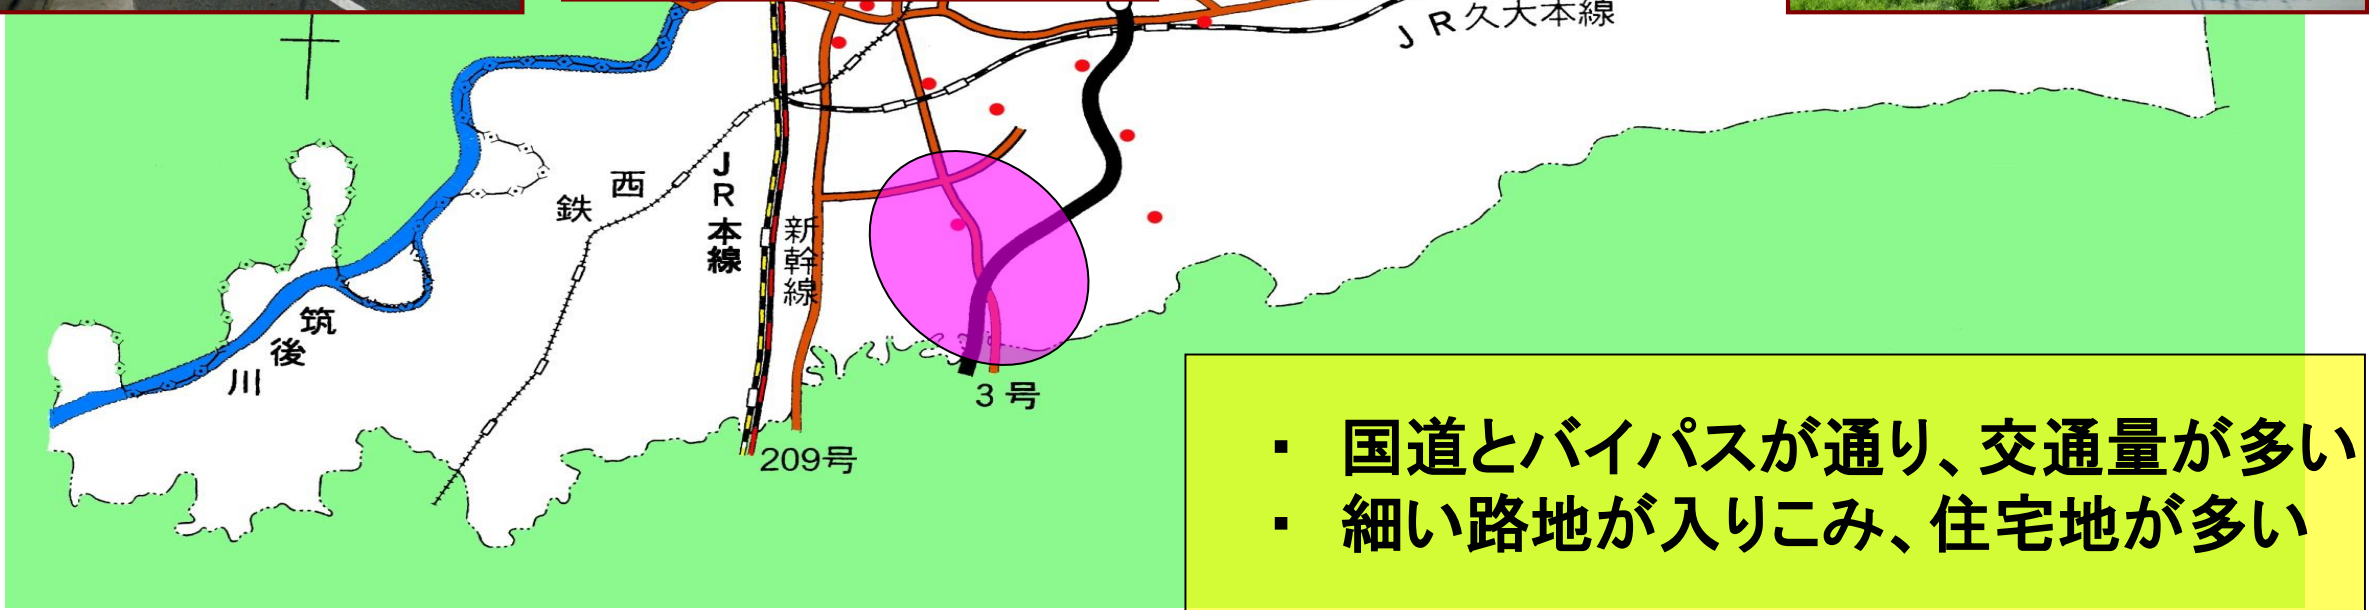 ＪＲ久大本線
西鉄
ＪＲ本線
新幹線
筑後川
３号
209号
・ 国道とバイパスが通り、交通量が多い
・ 細い路地が入りこみ、住宅地が多い